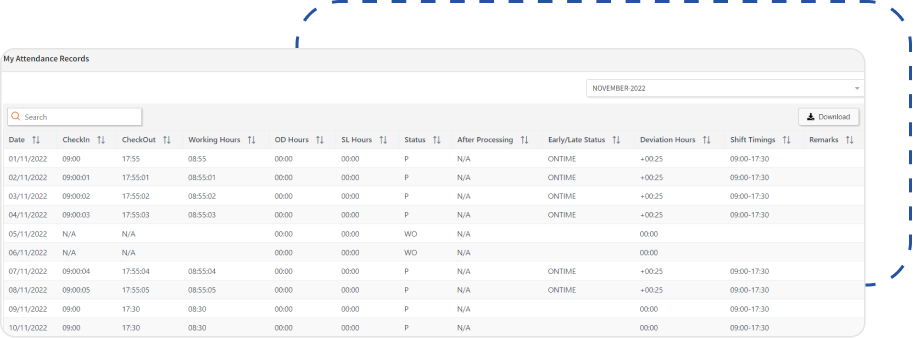 My Attendance Records
NOVEMBER-2022
Search
Download
Date CheckIn CheckOut Working Hours OD Hours SL Hours Status After Processing Early/Late Status Deviation Hours Shift Timings Remarks
01/11/2022 09:00 17:55 08:55 00:00 00:00 P N/A ONTIME +00:25 09:00-17:30
02/11/2022 09:00:01 17:55:01 08:55:01 00:00 00:00 P N/A ONTIME +00:25 09:00-17:30
03/11/2022 09:00:02 17:55:02 08:55:02 00:00 00:00 P N/A ONTIME +00:25 09:00-17:30
04/11/2022 09:00:03 17:55:03 08:55:03 00:00 00:00 P N/A ONTIME +00:25 09:00-17:30
05/11/2022 N/A N/A 00:00 00:00 WO N/A 00:00
06/11/2022 N/A N/A 00:00 00:00 WO N/A 00:00
07/11/2022 09:00:04 17:55:04 08:55:04 00:00 00:00 P N/A ONTIME +00:25 09:00-17:30
08/11/2022 09:00:05 17:55:05 08:55:05 00:00 00:00 P N/A ONTIME +00:25 09:00-17:30
09/11/2022 09:00 17:30 08:30 00:00 00:00 P N/A 00:00 09:00-17:30
10/11/2022 09:00 17:30 08:30 00:00 00:00 P N/A 00:00 09:00-17:30